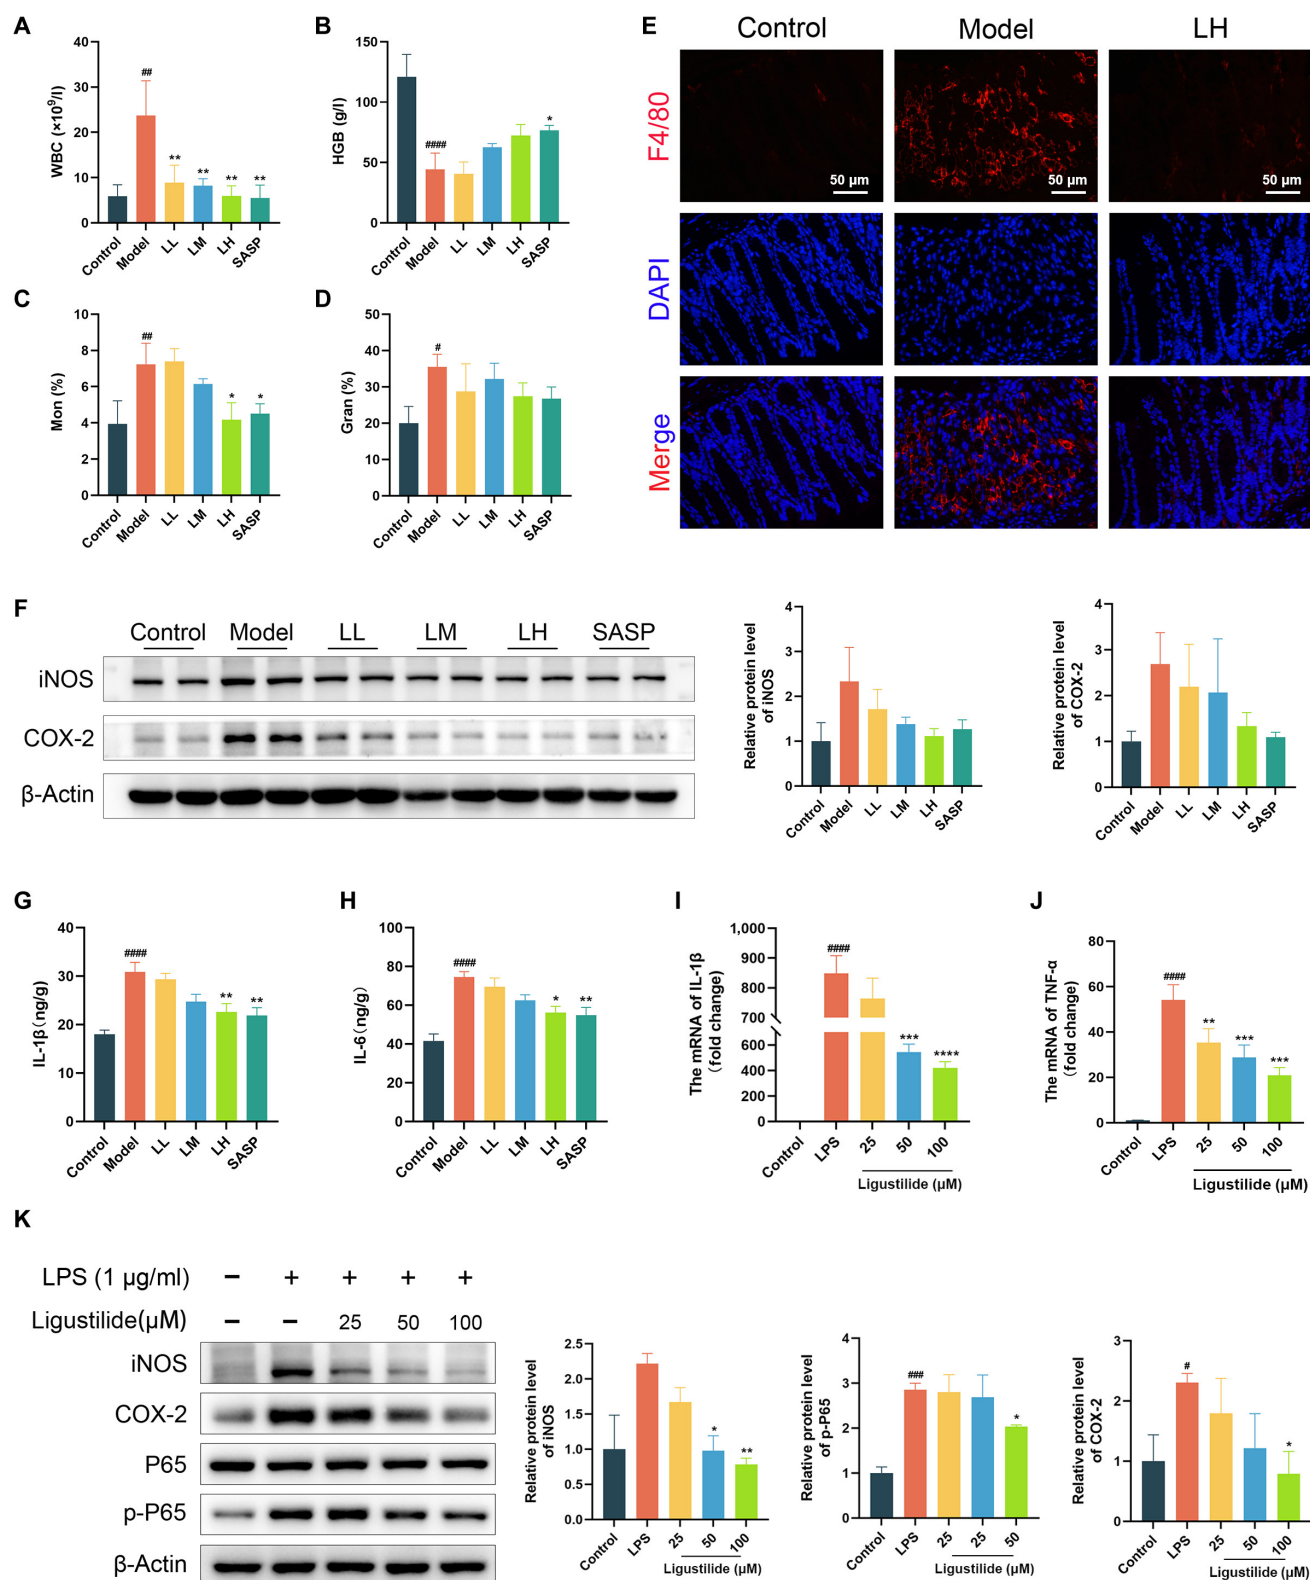 A
WBC (×10⁹/l)
40
30
20
10
0
##
**
**
**
**
Control
Model
LL
LM
LH
SASP
B
HGB (g/l)
150
100
50
0
####
*
Control
Model
LL
LM
LH
SASP
C
Mon (%)
10
8
6
4
2
0
##
*
*
Control
Model
LL
LM
LH
SASP
D
Gran (%)
50
40
30
20
10
0
#
Control
Model
LL
LM
LH
SASP
E
Control
Model
LH
F4/80
50 μm
50 μm
50 μm
DAPI
Merge
F
Control
Model
LL
LM
LH
SASP
iNOS
COX-2
β-Actin
Relative protein level
of iNOS
4
3
2
1
0
Control
Model
LL
LM
LH
SASP
Relative protein level
of COX-2
4
3
2
1
0
Control
Model
LL
LM
LH
SASP
G
IL-1β(ng/g)
40
30
20
10
0
####
**
**
Control
Model
LL
LM
LH
SASP
H
IL-6(ng/g)
100
80
60
40
20
0
####
*
**
Control
Model
LL
LM
LH
SASP
I
The mRNA of IL-1β
(fold change)
1,000
900
800
700
600
400
200
0
####
***
****
Control
LPS
25
50
100
Ligustilide (μM)
J
The mRNA of TNF-α
(fold change)
80
60
40
20
0
####
**
***
***
Control
LPS
25
50
100
Ligustilide (μM)
K
LPS (1 μg/ml) − + + + +
Ligustilide(μM) − − 25 50 100
iNOS
COX-2
P65
p-P65
β-Actin
Relative protein level
of iNOS
2.5
2.0
1.5
1.0
0.5
0.0
*
**
Control
LPS
25
50
100
Ligustilide (μM)
Relative protein level
of p-P65
4
3
2
1
0
###
*
Control
LPS
25
25
50
Ligustilide (μM)
Relative protein level
of COX-2
3
2
1
0
#
*
Control
LPS
25
50
100
Ligustilide (μM)